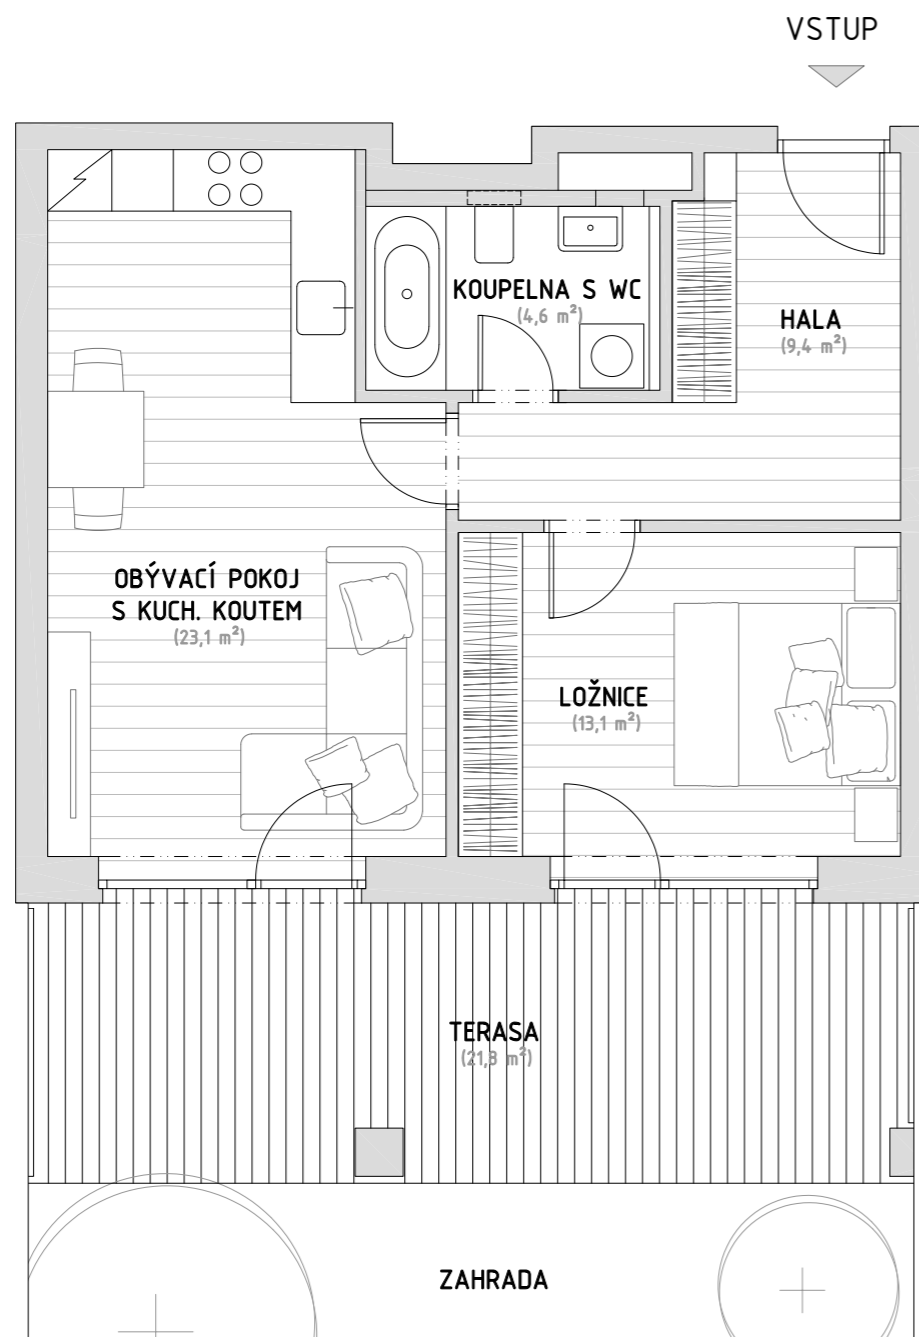 VSTUP
KOUPELNA S WC
(4,6 m²)
HALA
(9,4 m²)
OBÝVACÍ POKOJ
S KUCH. KOUTEM
(23,1 m²)
LOŽNICE
(13,1 m²)
TERASA
(21,8 m²)
ZAHRADA